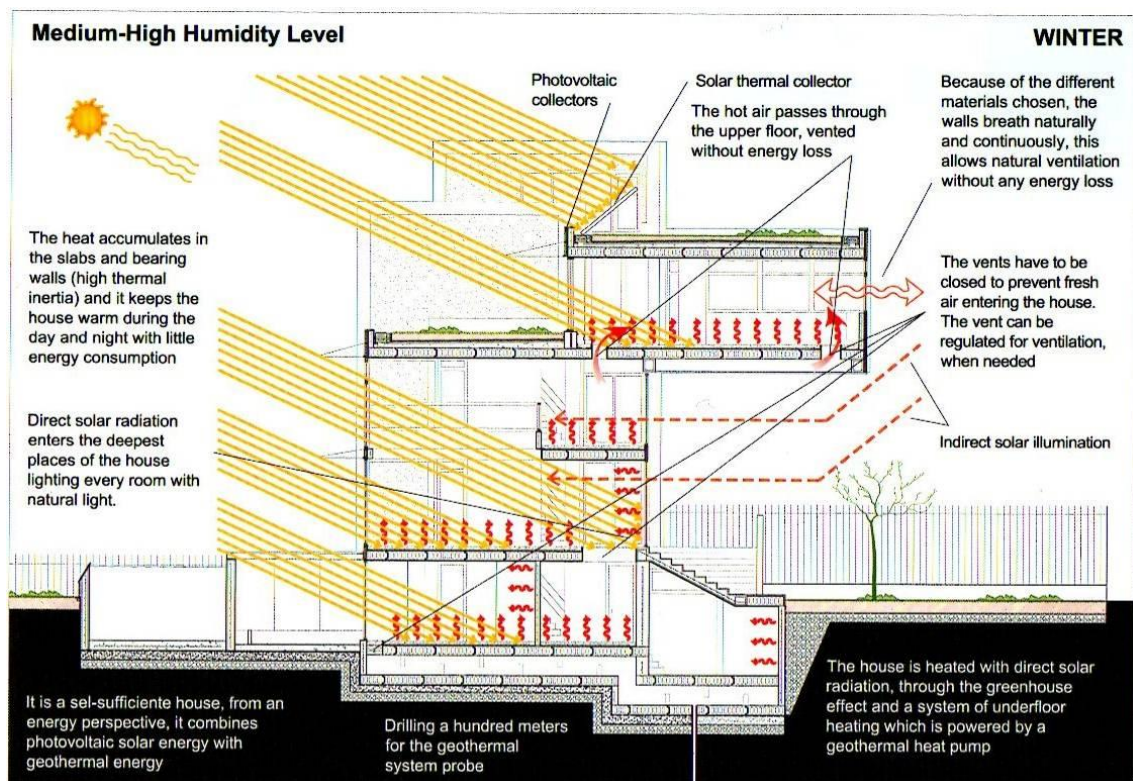 Medium-High Humidity Level
WINTER
Photovoltaic
collectors
Solar thermal collector
The hot air passes through
the upper floor, vented
without energy loss
Because of the different
materials chosen, the
walls breath naturally
and continuously, this
allows natural ventilation
without any energy loss
The heat accumulates in
the slabs and bearing
walls (high thermal
inertia) and it keeps the
house warm during the
day and night with little
energy consumption
The vents have to be
closed to prevent fresh
air entering the house.
The vent can be
regulated for ventilation,
when needed
Direct solar radiation
enters the deepest
places of the house
lighting every room with
natural light.
Indirect solar illumination
It is a sel-sufficiente house, from an
energy perspective, it combines
photovoltaic solar energy with
geothermal energy
Drilling a hundred meters
for the geothermal
system probe
The house is heated with direct solar
radiation, through the greenhouse
effect and a system of underfloor
heating which is powered by a
geothermal heat pump